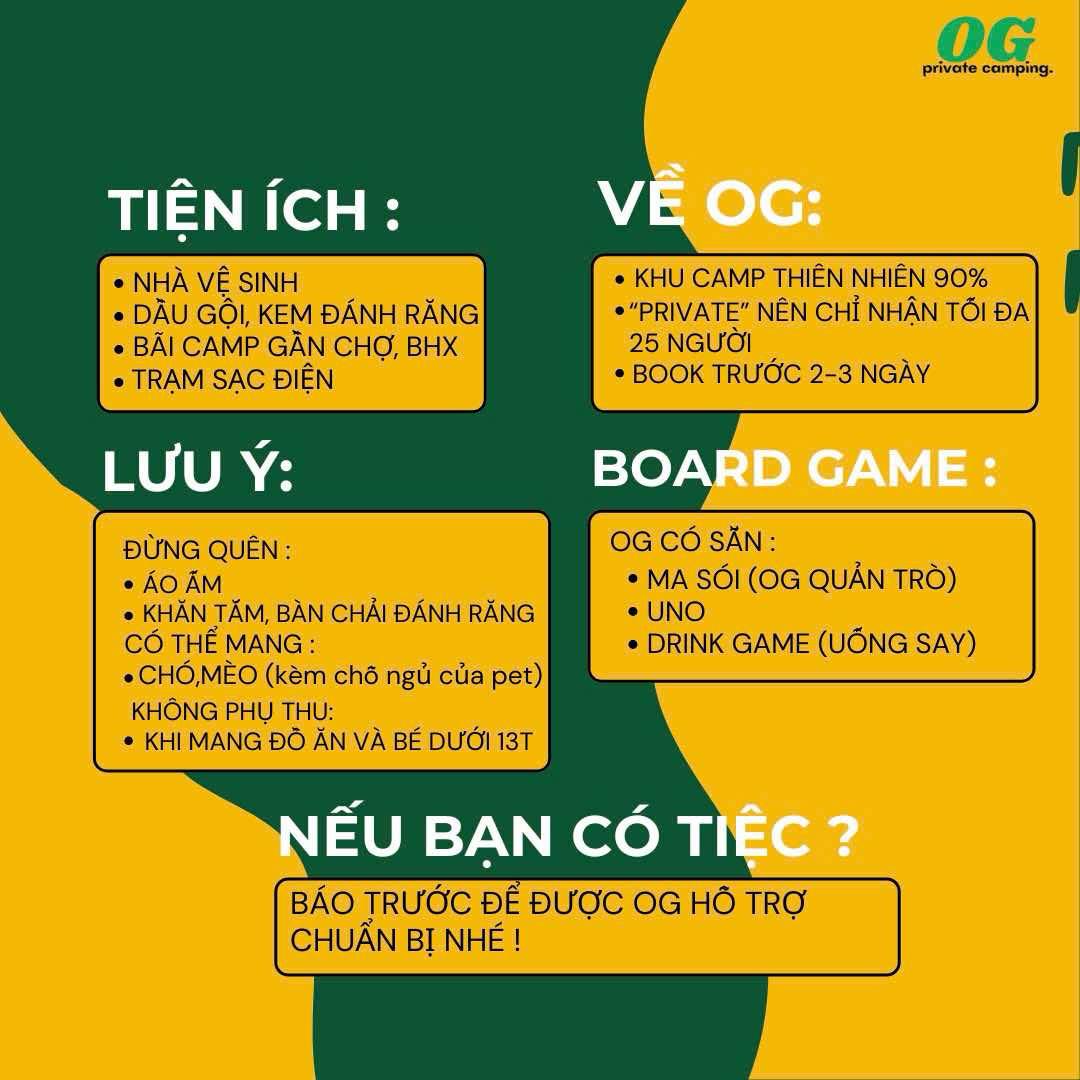 OG
private camping.
TIỆN ÍCH :
• NHÀ VỆ SINH
• DẦU GỘI, KEM ĐÁNH RĂNG
• BÃI CAMP GẦN CHỢ, BHX
• TRẠM SẠC ĐIỆN
VỀ OG:
• KHU CAMP THIÊN NHIÊN 90%
• “PRIVATE” NÊN CHỈ NHẬN TỐI ĐA
25 NGƯỜI
• BOOK TRƯỚC 2-3 NGÀY
LƯU Ý:
ĐỪNG QUÊN :
• ÁO ẤM
• KHĂN TẮM, BÀN CHẢI ĐÁNH RĂNG
CÓ THỂ MANG :
• CHÓ,MÈO (kèm chỗ ngủ của pet)
KHÔNG PHỤ THU:
• KHI MANG ĐỒ ĂN VÀ BÉ DƯỚI 13T
BOARD GAME :
OG CÓ SẴN :
• MA SÓI (OG QUẢN TRÒ)
• UNO
• DRINK GAME (UỐNG SAY)
NẾU BẠN CÓ TIỆC ?
BÁO TRƯỚC ĐỂ ĐƯỢC OG HỖ TRỢ
CHUẨN BỊ NHÉ !